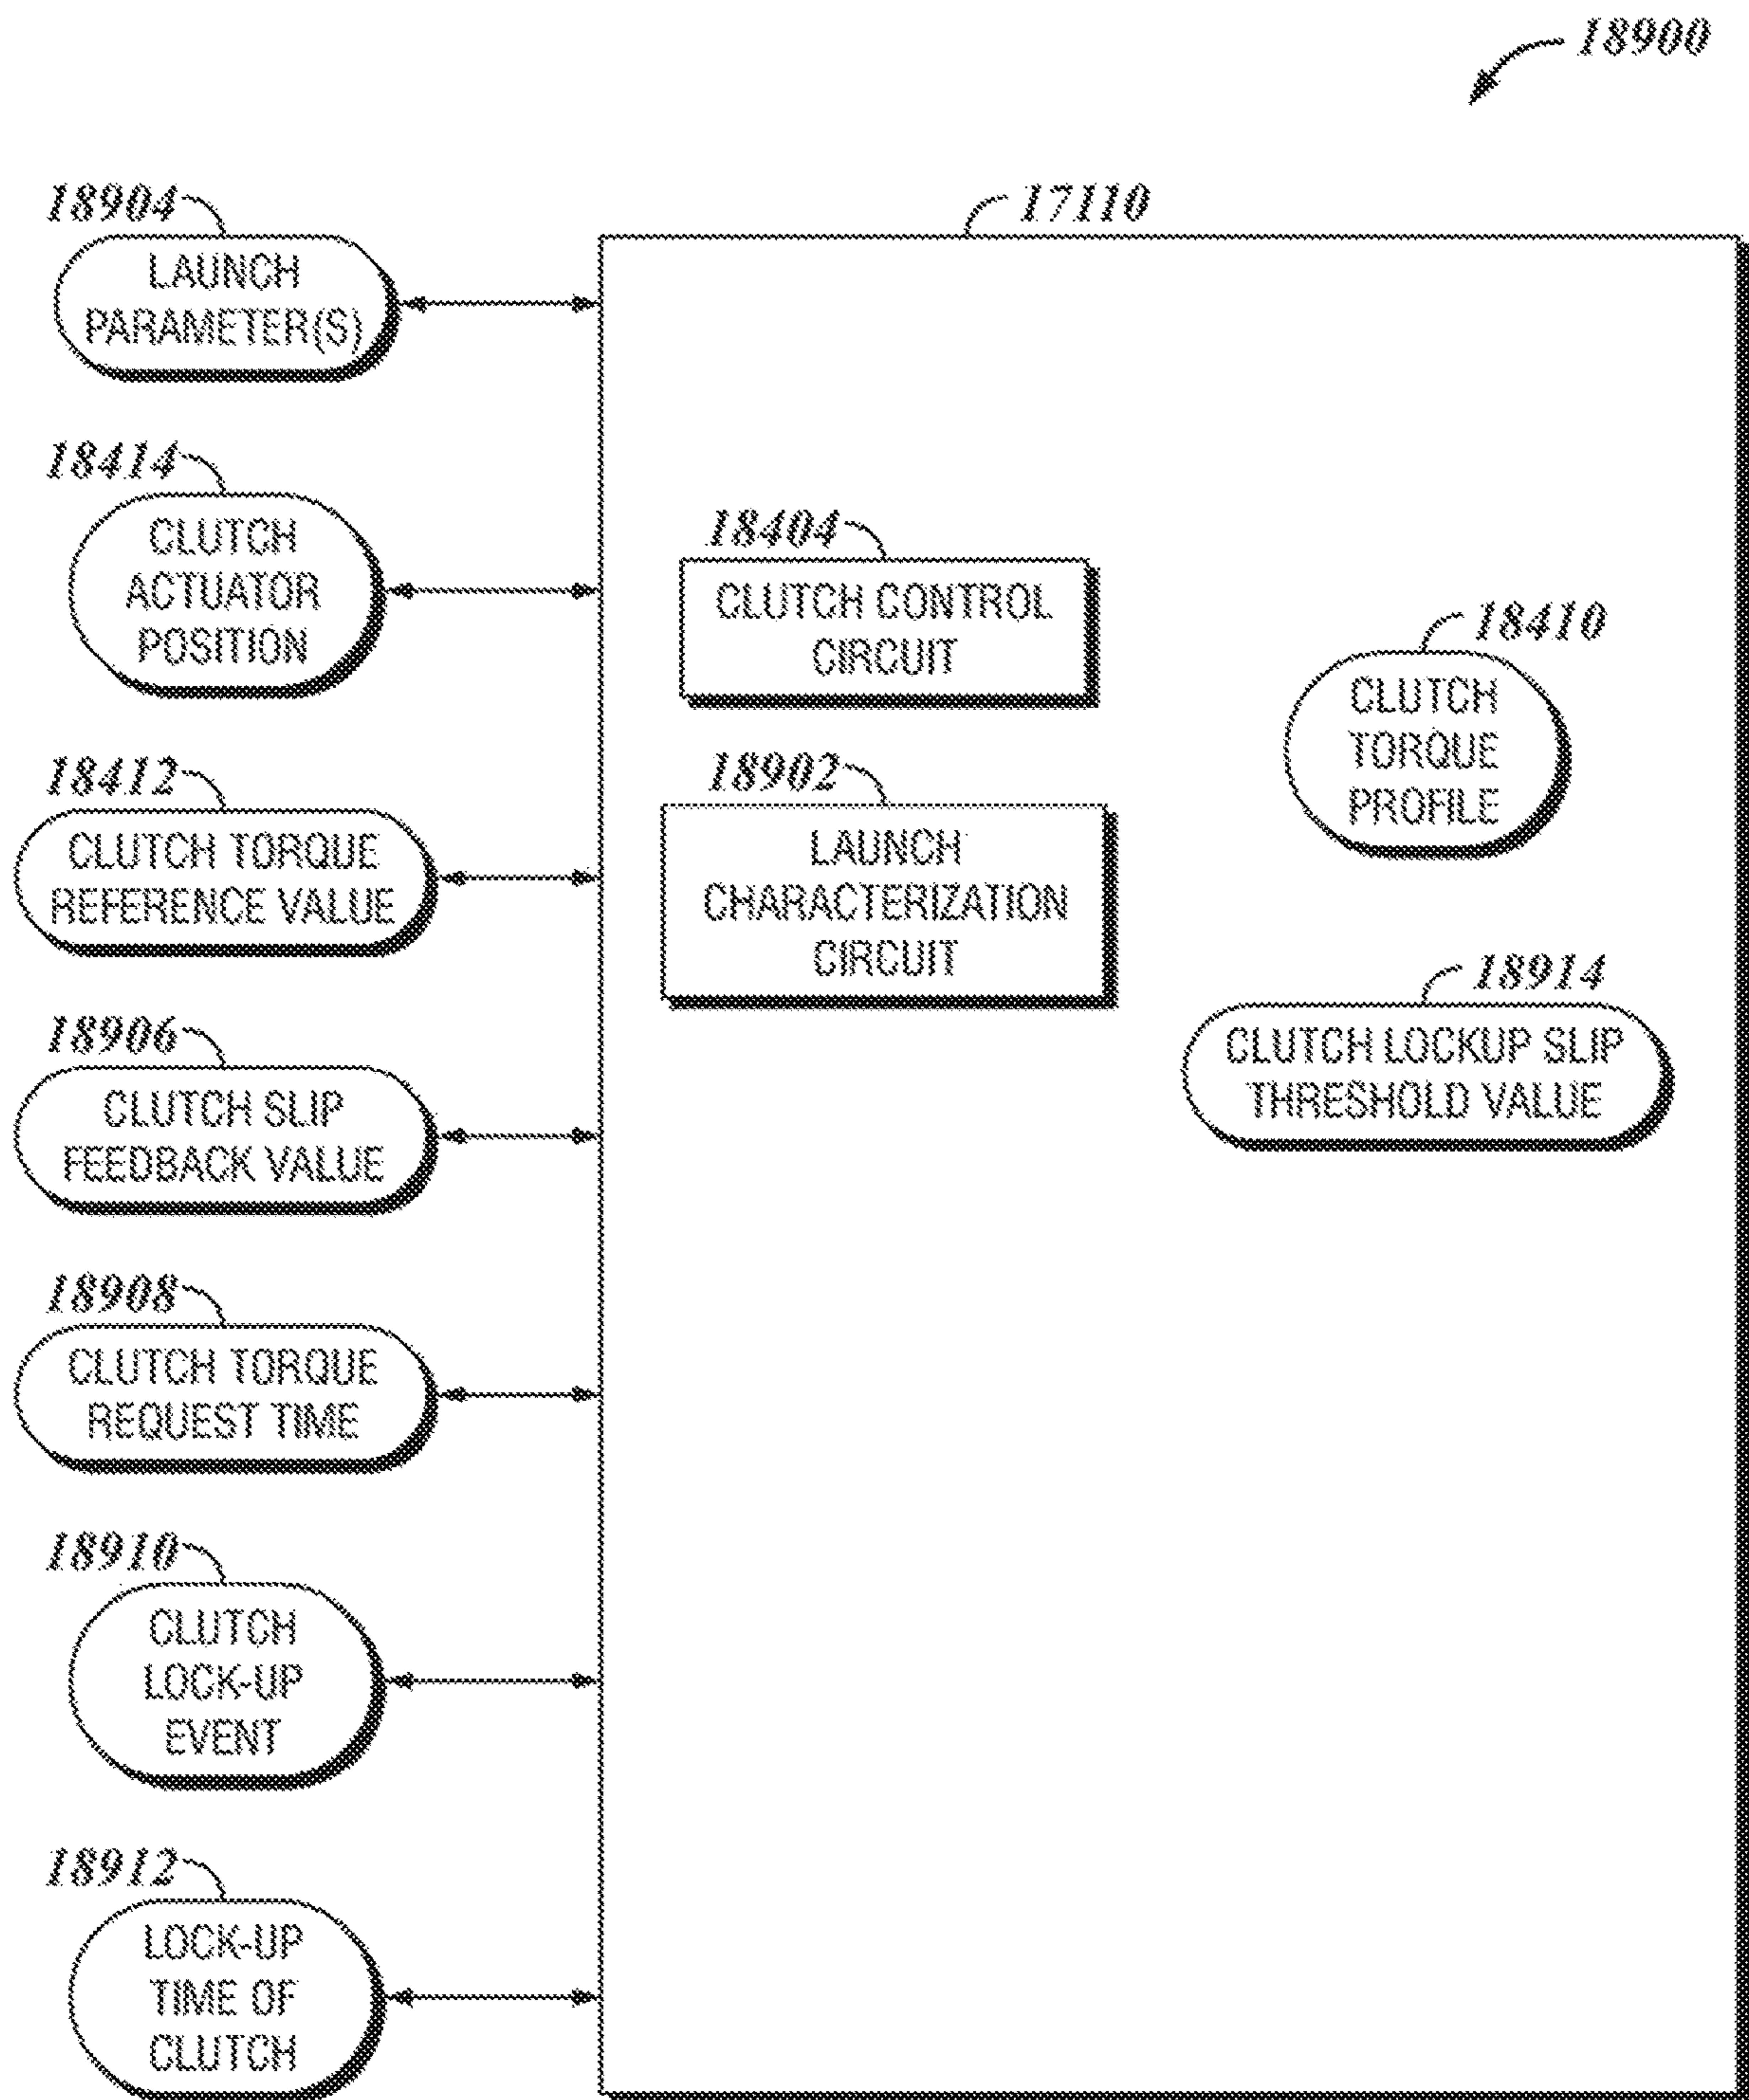 18900
18904
17110
LAUNCH
PARAMETER(S)
18414
CLUTCH
ACTUATOR
POSITION
18404
CLUTCH CONTROL
CIRCUIT
18410
CLUTCH
TORQUE
PROFILE
18412
CLUTCH TORQUE
REFERENCE VALUE
18902
LAUNCH
CHARACTERIZATION
CIRCUIT
18914
CLUTCH LOCKUP SLIP
THRESHOLD VALUE
18906
CLUTCH SLIP
FEEDBACK VALUE
18908
CLUTCH TORQUE
REQUEST TIME
18910
CLUTCH
LOCK-UP
EVENT
18912
LOCK-UP
TIME OF
CLUTCH